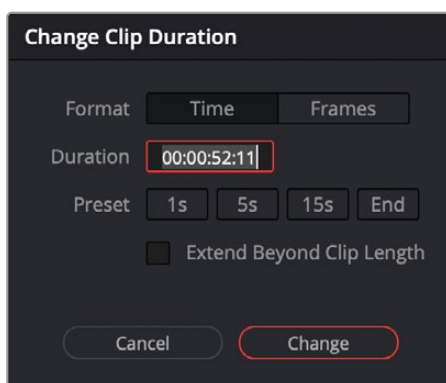 Change Clip Duration
Format Time Frames
Duration 00:00:52:11
Preset 1s 5s 15s End
Extend Beyond Clip Length
Cancel Change